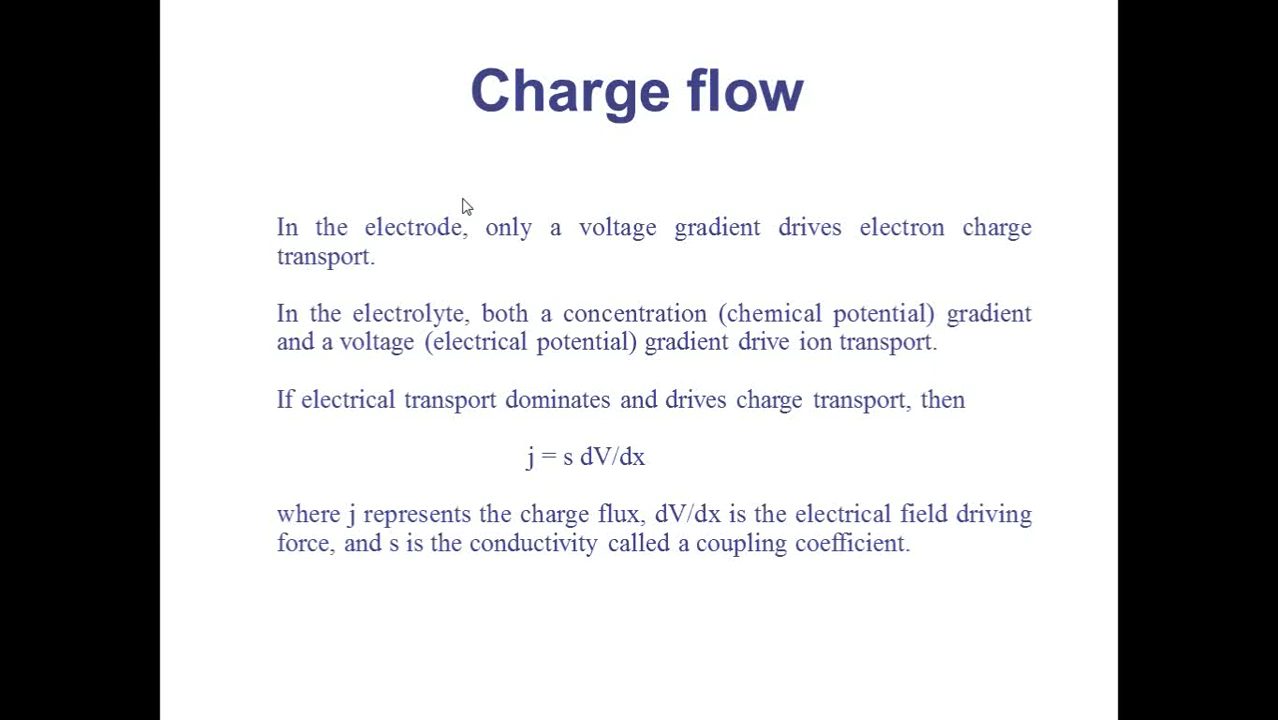 Charge flow
In the electrode, only a voltage gradient drives electron charge
transport.
In the electrolyte, both a concentration (chemical potential) gradient
and a voltage (electrical potential) gradient drive ion transport.
If electrical transport dominates and drives charge transport, then
j = s dV/dx
where j represents the charge flux, dV/dx is the electrical field driving
force, and s is the conductivity called a coupling coefficient.